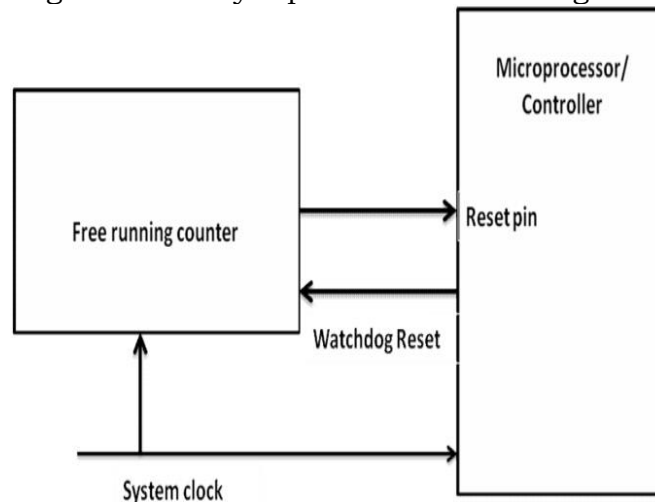 Microprocessor/
Controller
Free running counter
Reset pin
Watchdog Reset
System clock